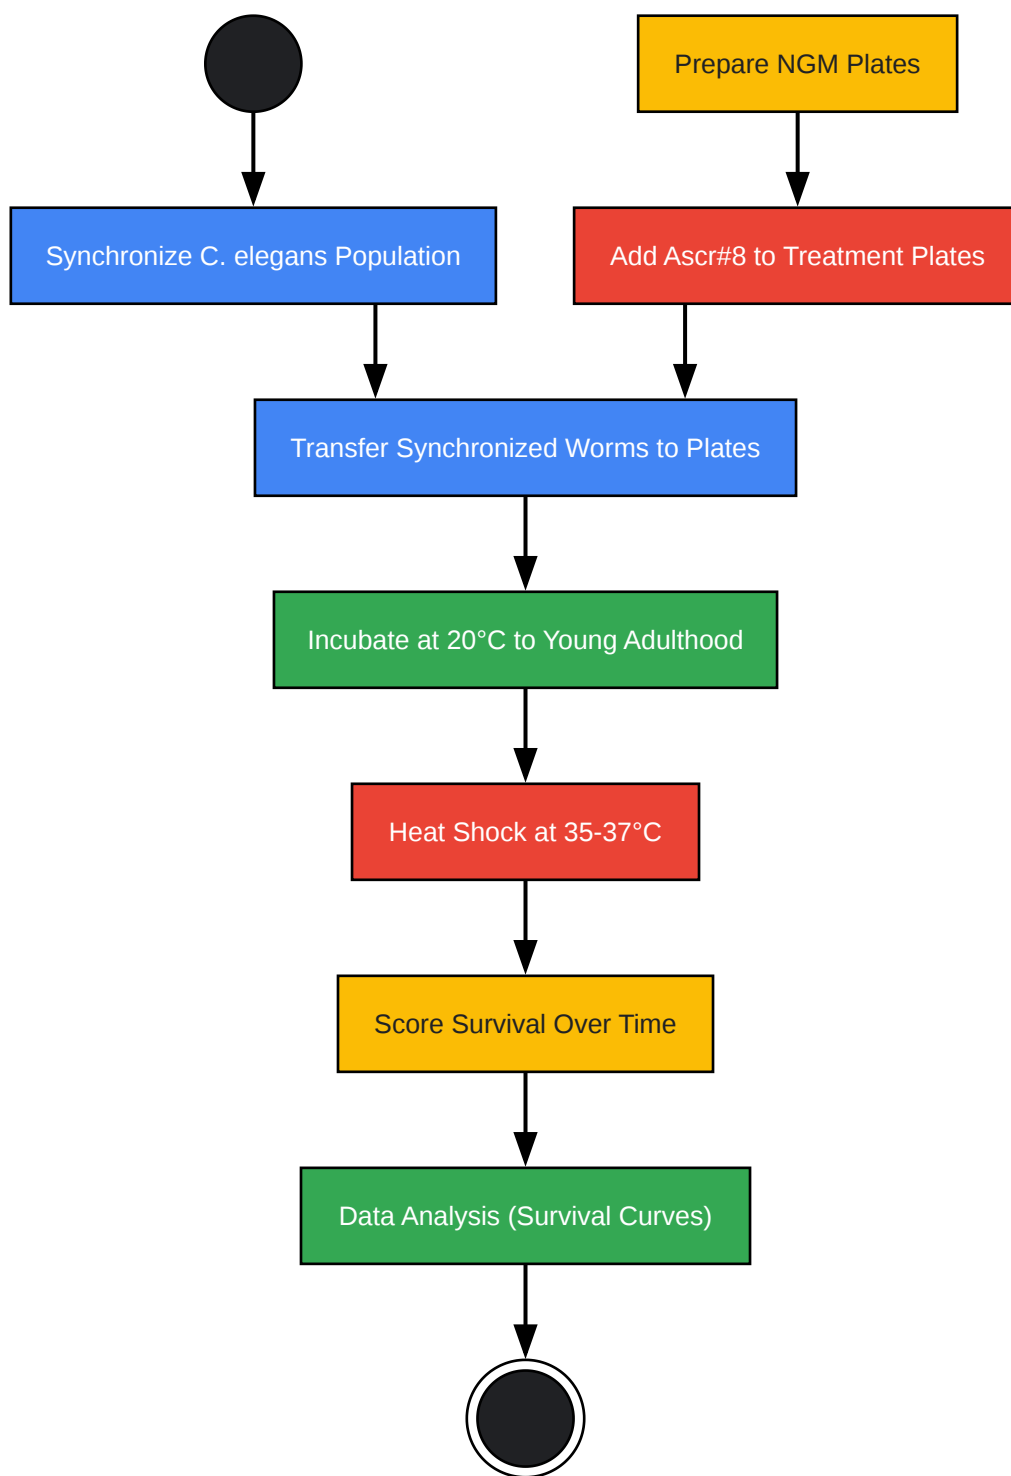 Prepare NGM Plates
Synchronize C. elegans Population
Add Ascr#8 to Treatment Plates
Transfer Synchronized Worms to Plates
Incubate at 20°C to Young Adulthood
Heat Shock at 35-37°C
Score Survival Over Time
Data Analysis (Survival Curves)